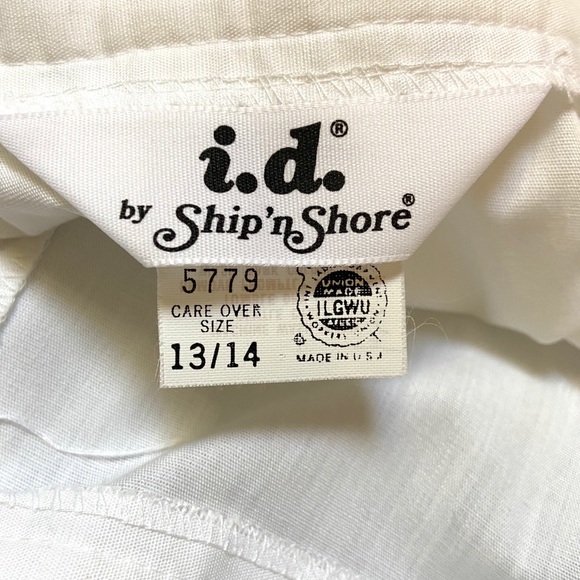 i.d.®
by Ship'n Shore®
5779
CARE OVER
SIZE
13/14
UNION
MADE
ILGWU
MADE IN U.S.A